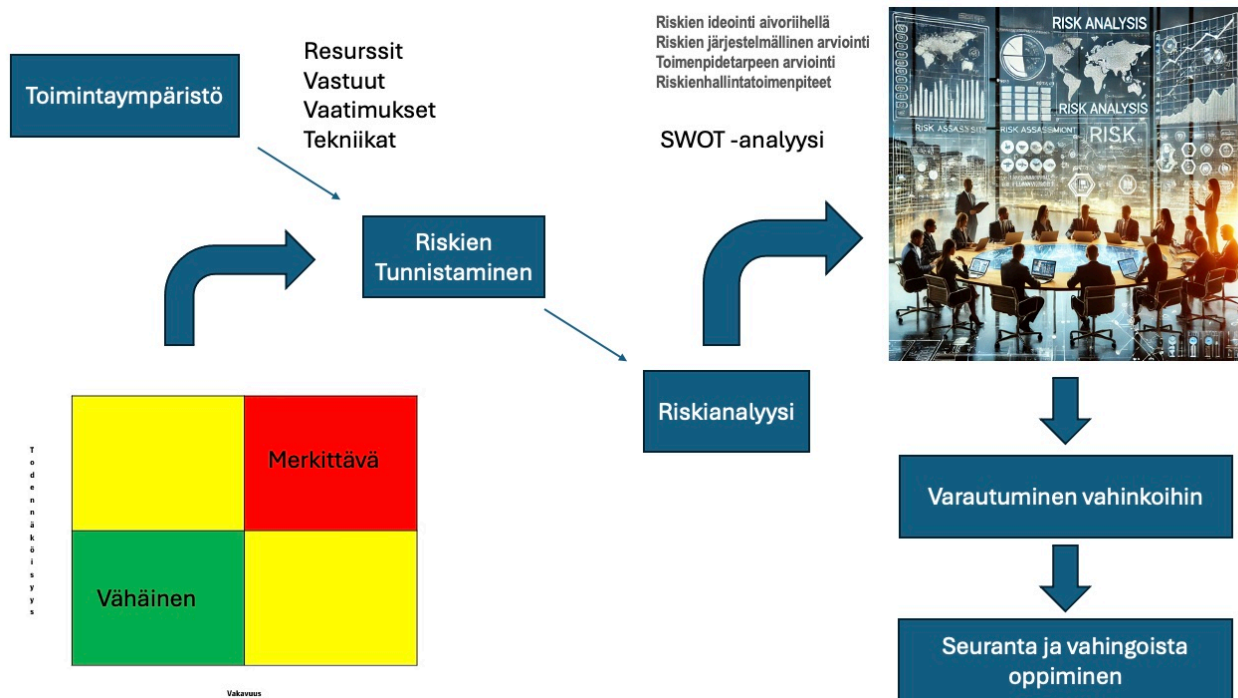 Toimintaympäristö
Resurssit
Vastuut
Vaatimukset
Tekniikat
Riskien ideointi aivoriihellä
Riskien järjestelmällinen arviointi
Toimenpidetarpeen arviointi
Riskienhallintatoimenpiteet
SWOT -analyysi
RISK ANALYSIS
RISK ANALYSIS
RISK
Riskien
Tunnistaminen
Riskianalyysi
Todennäköisyys
Merkittävä
Vähäinen
Vakavuus
Varautuminen vahinkoihin
Seuranta ja vahingoista
oppiminen